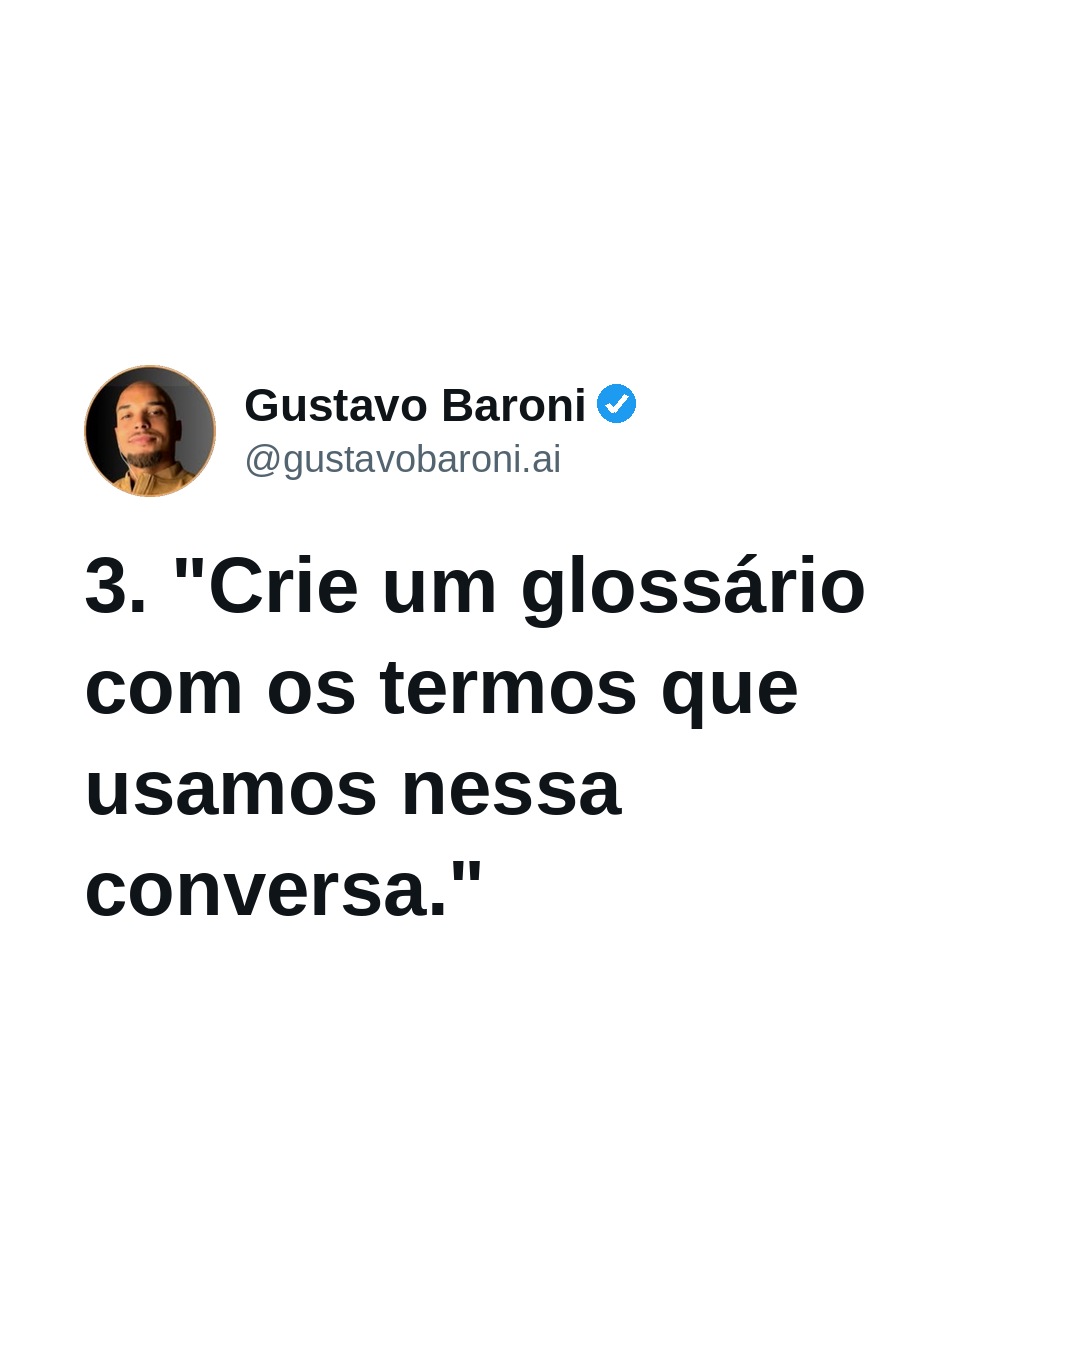 Gustavo Baroni
@gustavobaroni.ai
3. "Crie um glossário
com os termos que
usamos nessa
conversa."